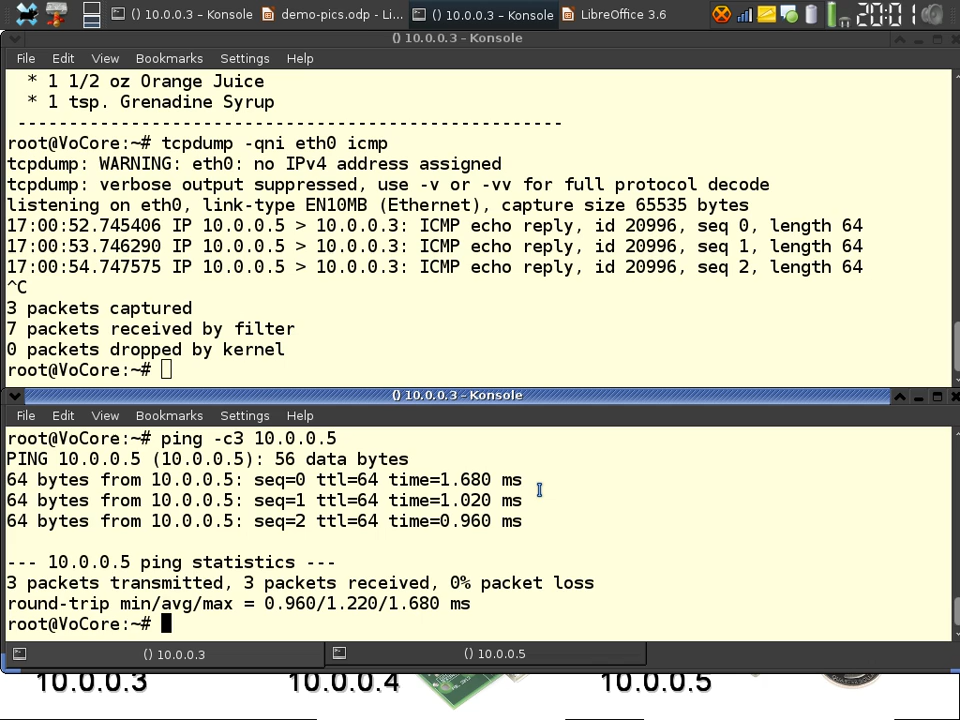 () 10.0.0.3 – Konsole
demo-pics.odp - Li...
() 10.0.0.3 – Konsole
LibreOffice 3.6
20:01
() 10.0.0.3 – Konsole
File Edit View Bookmarks Settings Help
* 1 1/2 oz Orange Juice
* 1 tsp. Grenadine Syrup
-----------------------------------------------------
root@VoCore:~# tcpdump -qni eth0 icmp
tcpdump: WARNING: eth0: no IPv4 address assigned
tcpdump: verbose output suppressed, use -v or -vv for full protocol decode
listening on eth0, link-type EN10MB (Ethernet), capture size 65535 bytes
17:00:52.745406 IP 10.0.0.5 > 10.0.0.3: ICMP echo reply, id 20996, seq 0, length 64
17:00:53.746290 IP 10.0.0.5 > 10.0.0.3: ICMP echo reply, id 20996, seq 1, length 64
17:00:54.747575 IP 10.0.0.5 > 10.0.0.3: ICMP echo reply, id 20996, seq 2, length 64
^C
3 packets captured
7 packets received by filter
0 packets dropped by kernel
root@VoCore:~#
() 10.0.0.3 – Konsole
File Edit View Bookmarks Settings Help
root@VoCore:~# ping -c3 10.0.0.5
PING 10.0.0.5 (10.0.0.5): 56 data bytes
64 bytes from 10.0.0.5: seq=0 ttl=64 time=1.680 ms
64 bytes from 10.0.0.5: seq=1 ttl=64 time=1.020 ms
64 bytes from 10.0.0.5: seq=2 ttl=64 time=0.960 ms
--- 10.0.0.5 ping statistics ---
3 packets transmitted, 3 packets received, 0% packet loss
round-trip min/avg/max = 0.960/1.220/1.680 ms
root@VoCore:~#
() 10.0.0.3
() 10.0.0.5
10.0.0.3
10.0.0.4
10.0.0.5